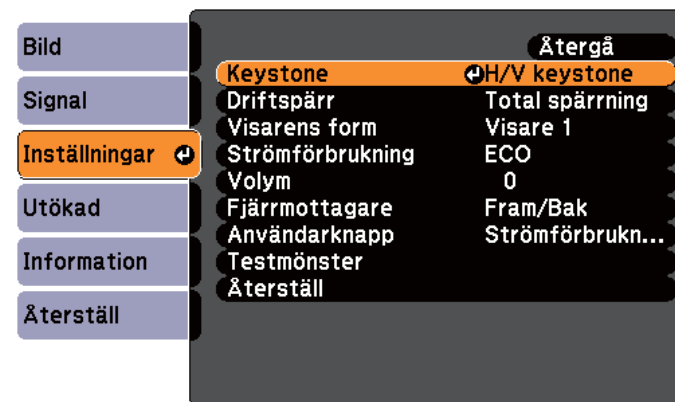 Bild
Signal
Inställningar
Utökad
Information
Återställ
Återgå
Keystone H/V keystone
Driftspärr Total spärrning
Visarens form Visare 1
Strömförbrukning ECO
Volym 0
Fjärrmottagare Fram/Bak
Användarknapp Strömförbrukn...
Testmönster
Återställ